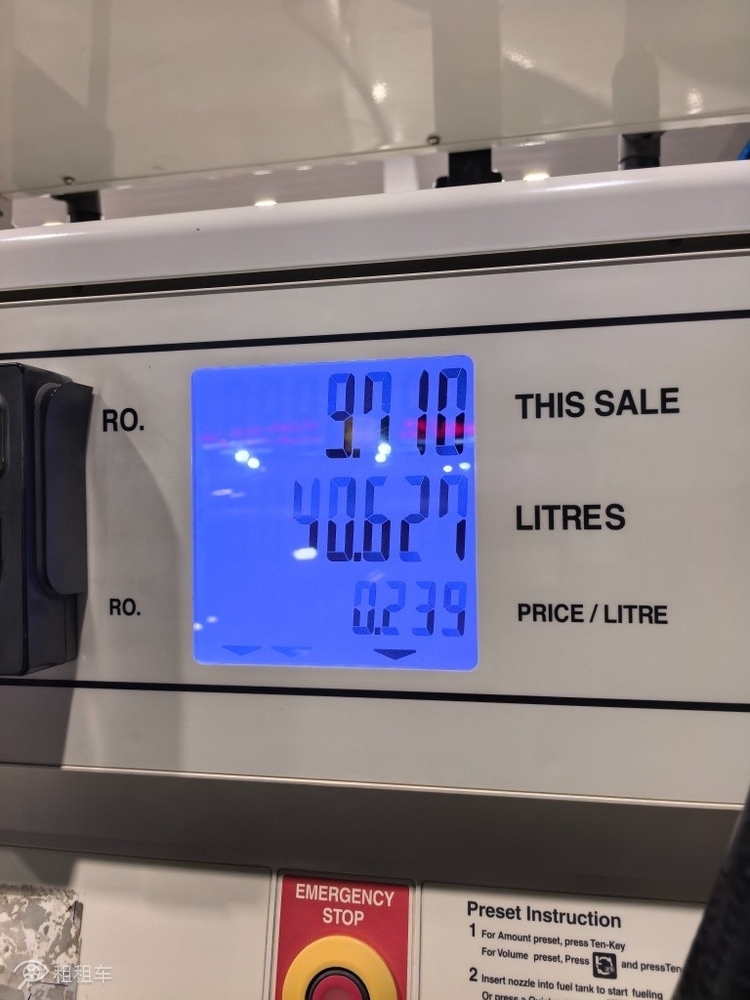 RO. 9.710 THIS SALE
40.627 LITRES
RO. 0.239 PRICE / LITRE
EMERGENCY
STOP
Preset Instruction
1 For Amount preset, press Ten-Key
For Volume preset, Press and pressTen
2 Insert nozzle into fuel tank to start fueling
Or press a
租租车